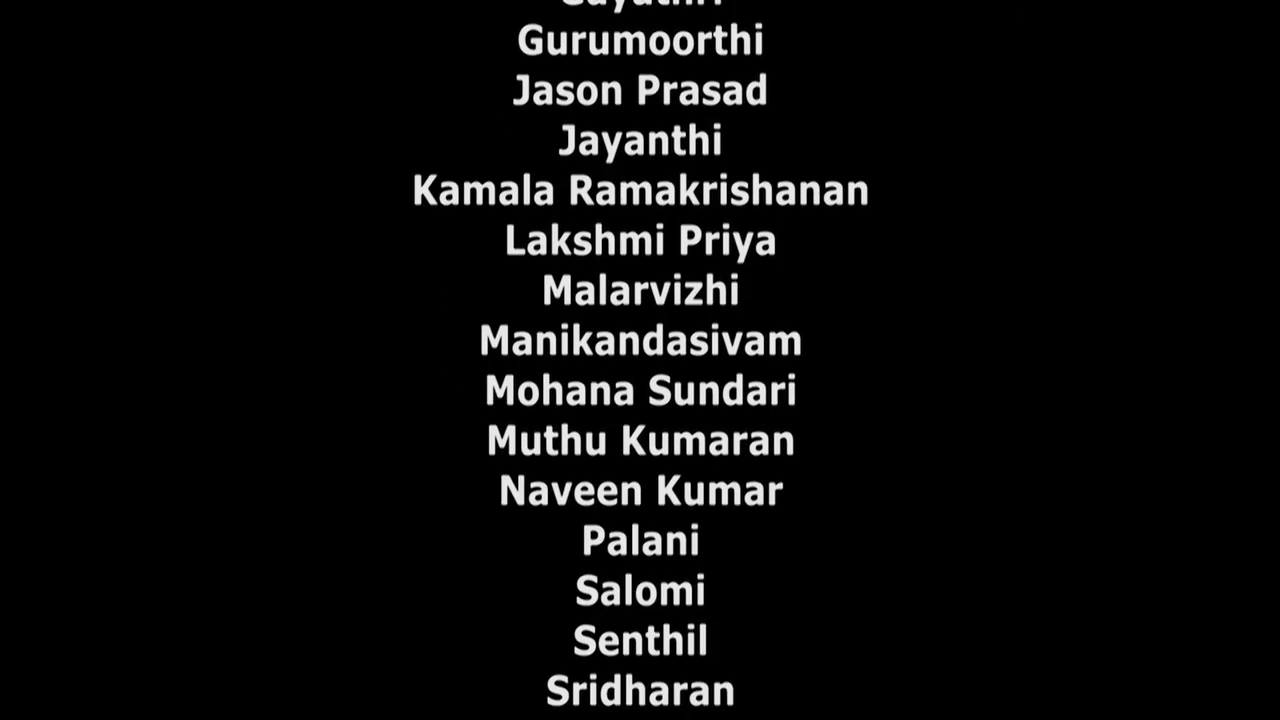 Gurumoorthi
Jason Prasad
Jayanthi
Kamala Ramakrishanan
Lakshmi Priya
Malarvizhi
Manikandasivam
Mohana Sundari
Muthu Kumaran
Naveen Kumar
Palani
Salomi
Senthil
Sridharan